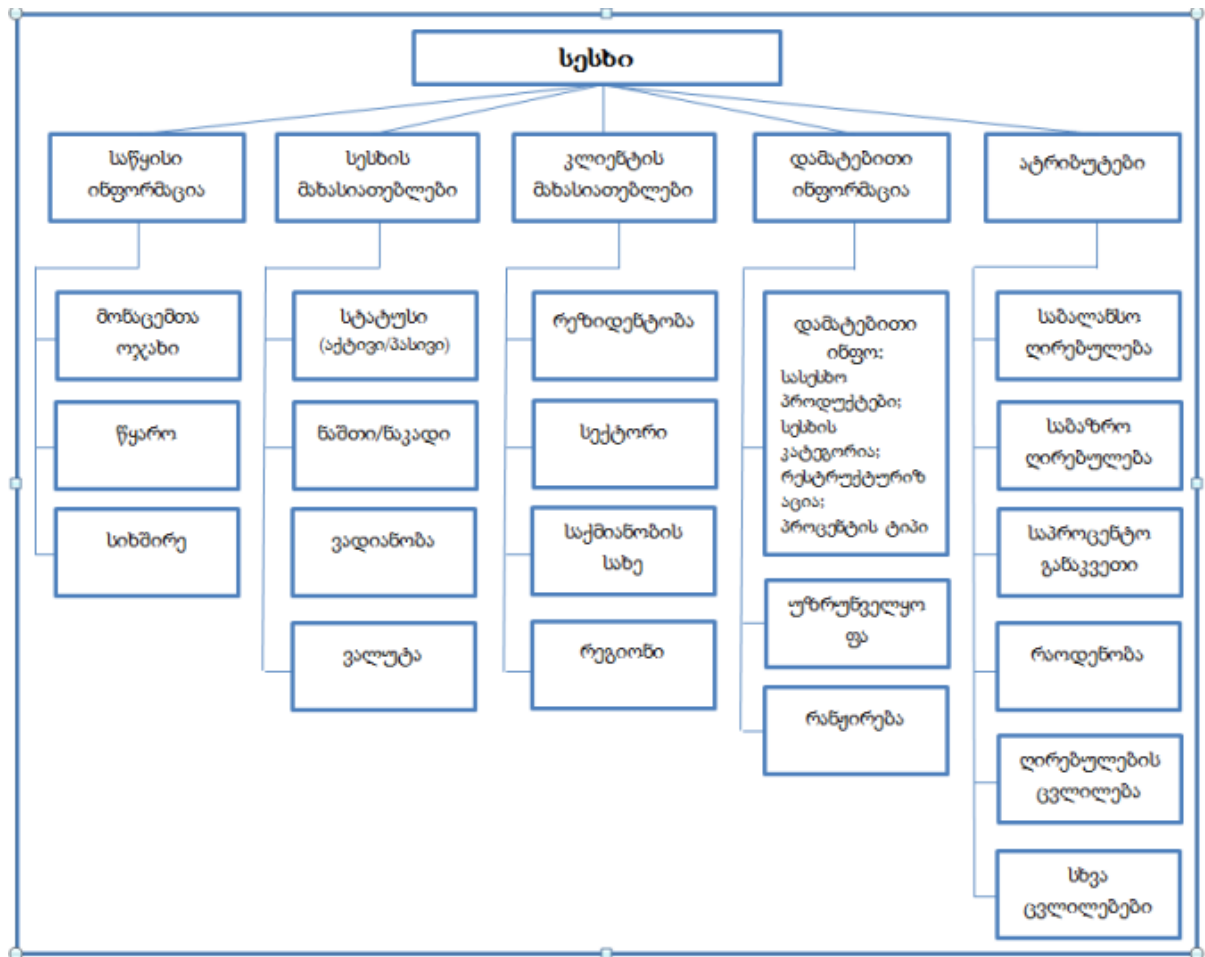 სესხი
საწყისი
ინფორმაცია
მონაცემთა
ოჯახი
წყარო
სიხშირე
სესხის
მახასიათებლები
სტატუსი
(აქტივი/პასივი)
ნაშთი/ნაკადი
ვადიანობა
ვალუტა
კლიენტის
მახასიათებლები
რეზიდენტობა
სექტორი
საქმიანობის
სახე
რეგიონი
დამატებითი
ინფორმაცია
დამატებითი
ინფო:
სასესხო
პროდუქტები;
სესხის
კატეგორია;
რესტრუქტურიზ
აცია;
პროცენტის ტიპი
უზრუნველყო
ფა
რანჟირება
ატრიბუტები
საბალანსო
ღირებულება
საბაზრო
ღირებულება
საპროცენტო
განაკვეთი
რაოდენობა
ღირებულების
ცვლილება
სხვა
ცვლილებები